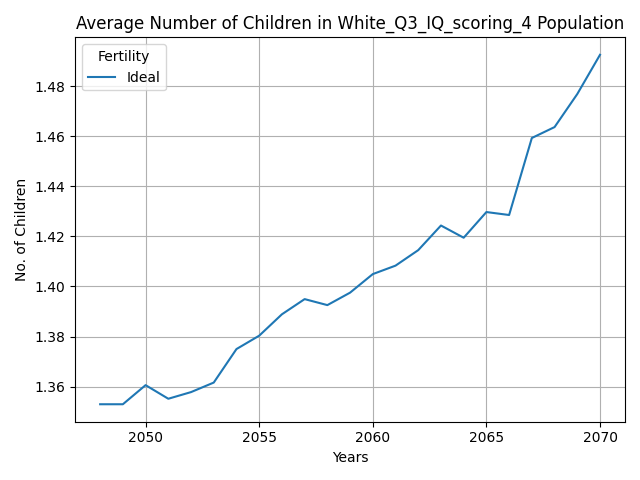 Average Number of Children in White_Q3_IQ_scoring_4 Population
Fertility
Ideal
No. of Children
1.48
1.46
1.44
1.42
1.40
1.38
1.36
2050 2055 2060 2065 2070
Years